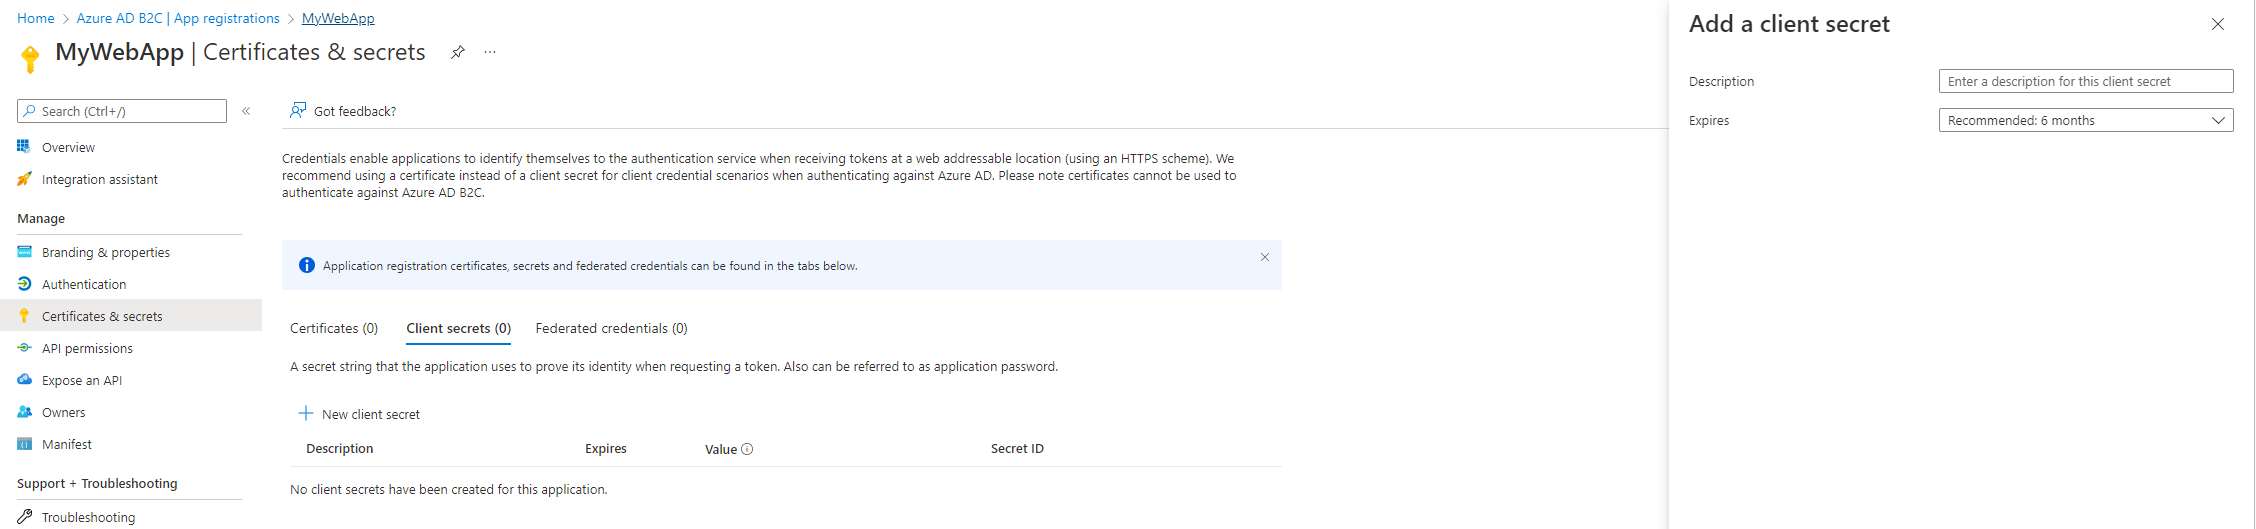 Home > Azure AD B2C | App registrations > MyWebApp
MyWebApp | Certificates & secrets
Search (Ctrl+/)
Overview
Integration assistant
Manage
Branding & properties
Authentication
Certificates & secrets
API permissions
Expose an API
Owners
Manifest
Support + Troubleshooting
Troubleshooting
Got feedback?
Credentials enable applications to identify themselves to the authentication service when receiving tokens at a web addressable location (using an HTTPS scheme). We
recommend using a certificate instead of a client secret for client credential scenarios when authenticating against Azure AD. Please note certificates cannot be used to
authenticate against Azure AD B2C.
Application registration certificates, secrets and federated credentials can be found in the tabs below.
Certificates (0) Client secrets (0) Federated credentials (0)
A secret string that the application uses to prove its identity when requesting a token. Also can be referred to as application password.
New client secret
Description Expires Value Secret ID
No client secrets have been created for this application.
Add a client secret
Description Enter a description for this client secret
Expires Recommended: 6 months